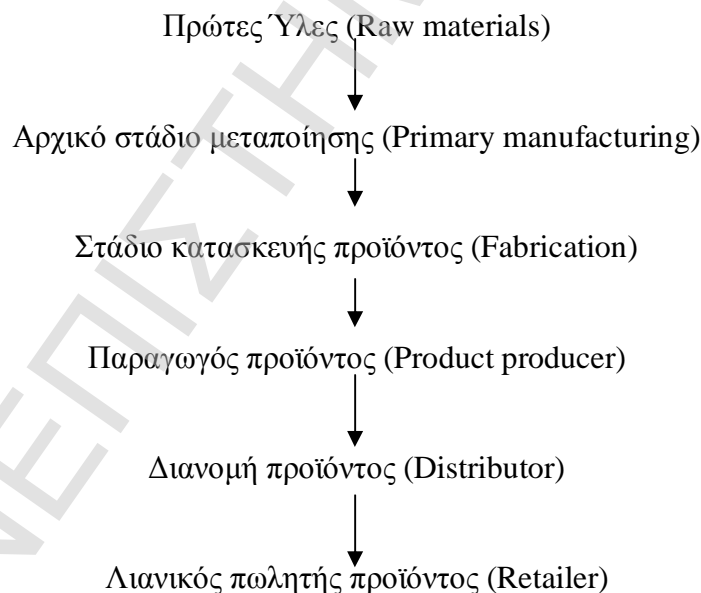 Πρώτες Ύλες (Raw materials)
Αρχικό στάδιο μεταποίησης (Primary manufacturing)
Στάδιο κατασκευής προϊόντος (Fabrication)
Παραγωγός προϊόντος (Product producer)
Διανομή προϊόντος (Distributor)
Λιανικός πωλητής προϊόντος (Retailer)